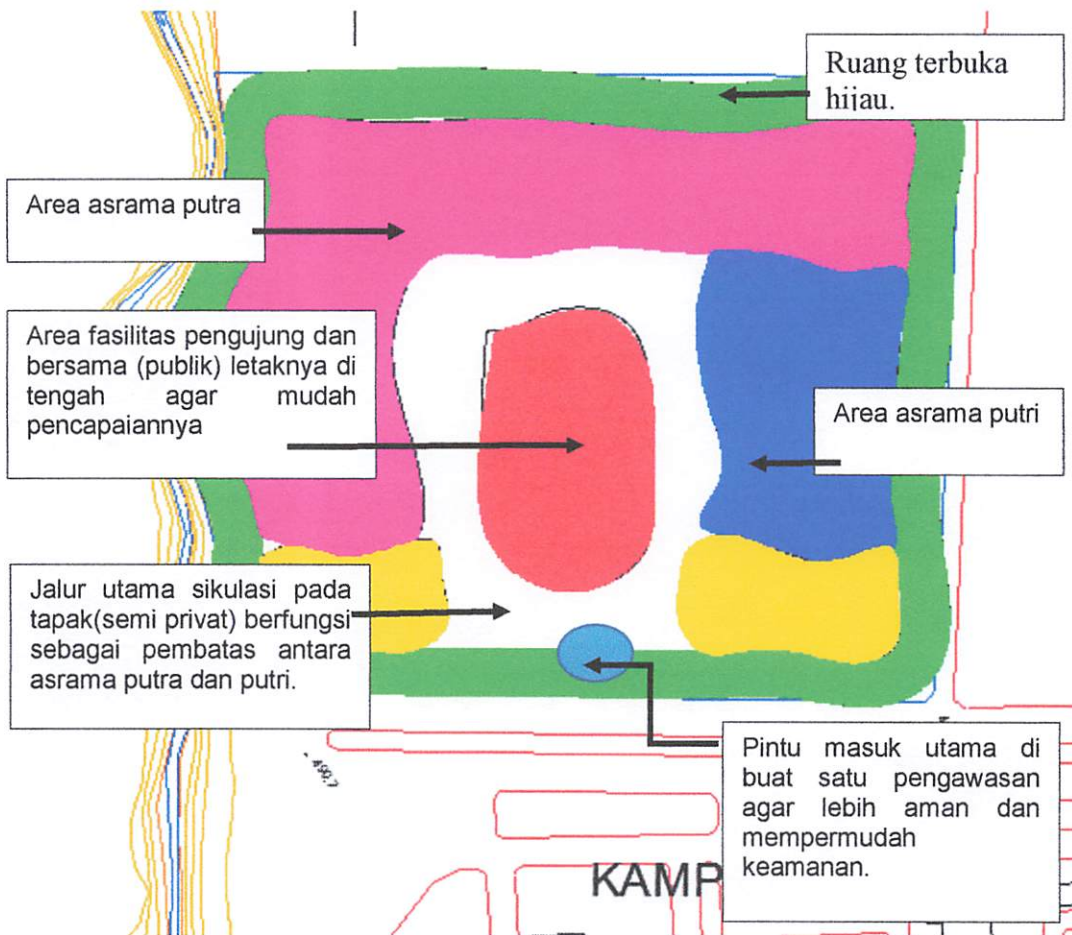 Ruang terbuka
hijau.
Area asrama putra
Area fasilitas pengujung dan
bersama (publik) letaknya di
tengah agar mudah
pencapaiannya
Area asrama putri
Jalur utama sikulasi pada
tapak(semi privat) berfungsi
sebagai pembatas antara
asrama putra dan putri.
Pintu masuk utama di
buat satu pengawasan
agar lebih aman dan
mempermudah
keamanan.
- 499.7
KAMP